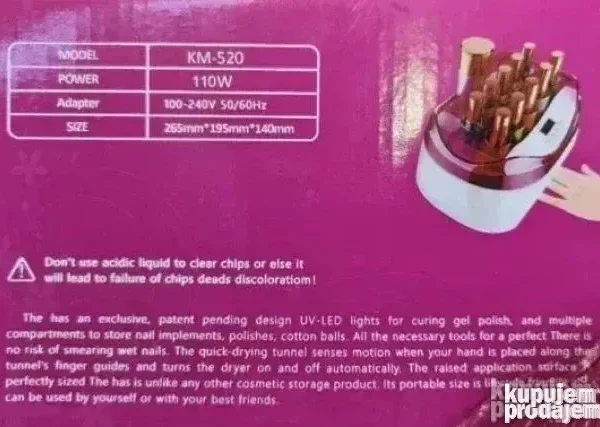 MODEL KM-520
POWER 110W
Adapter 100-240V 50/60Hz
SIZE 265mm*195mm*140mm
Don't use acidic liquid to clear chips or else it
will lead to failure of chips deads discoloration!
The has an exclusive, patent pending design UV-LED lights for curing gel polish, and multiple
compartments to store nail implements, polishes, cotton balls. All the necessary tools for a perfect There is
no risk of smearing wet nails. The quick-drying tunnel senses motion when your hand is placed along the
tunnel's finger guides and turns the dryer on and off automatically. The raised application surface
perfectly sized The has is unlike any other cosmetic storage product. Its portable size is
can be used by yourself or with your best friends.
kupujem
prodajem